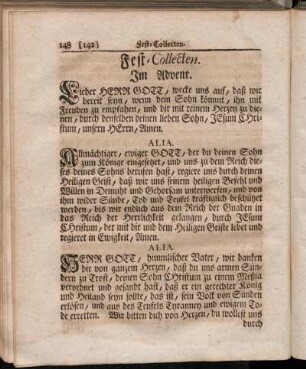 148 [142] Fest-Collecten.
Fest-Collecten.
Im Advent.
Lieber HERR GOTT, wecke uns auf, daß wir
bereit seyn, wenn dein Sohn kömmt, ihn mit
Freuden zu empfahen, und dir mit reinem Herzen zu die-
nen, durch denselben deinen lieben Sohn, JEsum CHri-
stum, unsern HErrn, Amen.
ALIA.
Allmächtiger, ewiger GOTT, der du deinen Sohn
zum Könige eingesetzet, und uns zu dem Reich die-
ses deines Sohns berufen hast, regiere uns durch deinen
Heiligen Geist, daß wir uns seinem heiligen Befehl und
Willen in Demuth und Gehorsam unterwerfen, und von
ihm wider Sünde, Tod und Teufel kräftiglich beschützet
werden, bis wir endlich aus dem Reich der Gnaden in
das Reich der Herrlichkeit gelangen, durch JEsum
CHristum, der mit dir und dem Heiligen Geiste lebet und
regieret in Ewigkeit, Amen.
ALIA.
HERR GOTT, himmlischer Vater, wir danken
dir von ganzem Herzen, daß du uns armen Sün-
dern zu Trost, deinen Sohn CHristum zu einem Meßia
verordnet und gesandt hast, daß er ein gerechter König
und Heiland seyn sollte, das ist, sein Volk von Sünden
erlösen, und aus des Teufels Tyranney und ewigem To-
de erretten. Wir bitten dich von Herzen, du wollest uns
durch